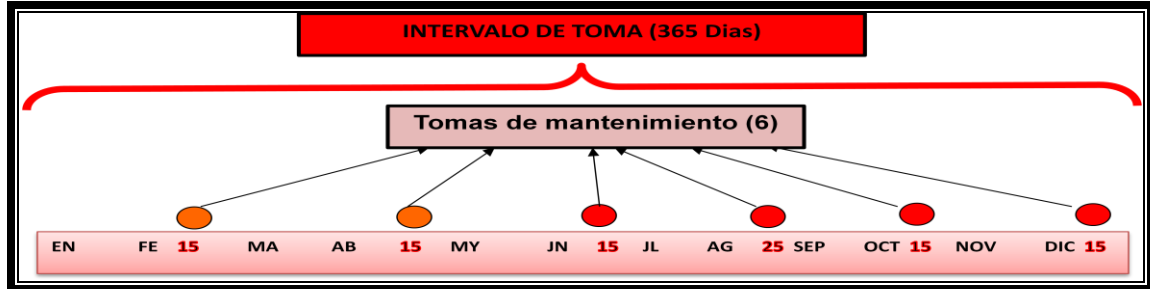 INTERVALO DE TOMA (365 Dias)
Tomas de mantenimiento (6)
EN FE 15 MA AB 15 MY JN 15 JL AG 25 SEP OCT 15 NOV DIC 15